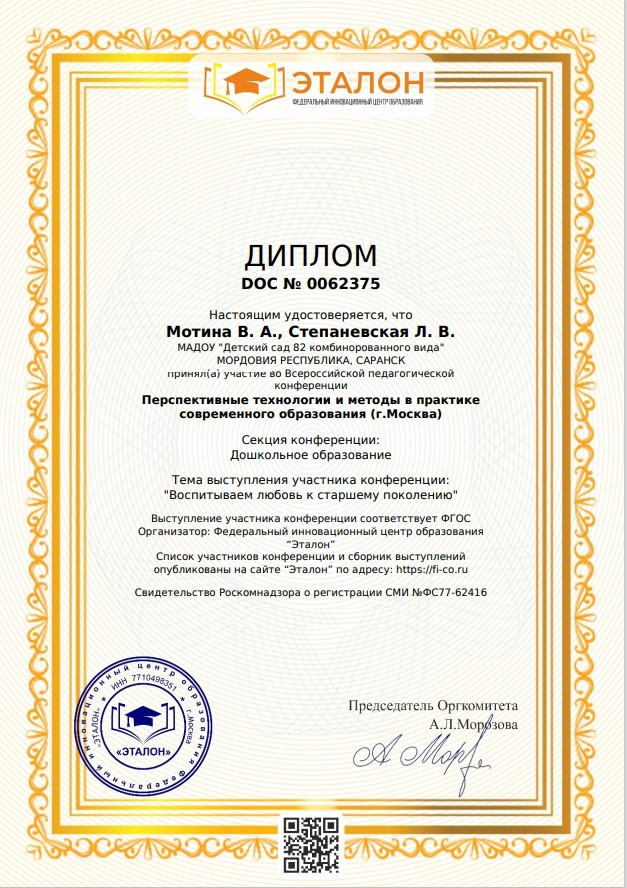 ЭТАЛОН
ФЕДЕРАЛЬНЫЙ ИННОВАЦИОННЫЙ ЦЕНТР ОБРАЗОВАНИЯ
ДИПЛОМ
DOC № 0062375
Настоящим удостоверяется, что
Мотина В. А., Степаневская Л. В.
МАДОУ "Детский сад 82 комбинорованного вида"
МОРДОВИЯ РЕСПУБЛИКА, САРАНСК
принял(а) участие во Всероссийской педагогической
конференции
Перспективные технологии и методы в практике
современного образования (г.Москва)
Секция конференции:
Дошкольное образование
Тема выступления участника конференции:
"Воспитываем любовь к старшему поколению"
Выступление участника конференции соответствует ФГОС
Организатор: Федеральный инновационный центр образования
“Эталон”
Список участников конференции и сборник выступлений
опубликованы на сайте “Эталон” по адресу: https://fi-co.ru
Свидетельство Роскомнадзора о регистрации СМИ №ФС77-62416
Председатель Оргкомитета
А.Л.Морозова
Федеральный инновационный центр образования
«ЭТАЛОН» ★ ИНН 7710498351 ★ г.Москва
«ЭТАЛОН»